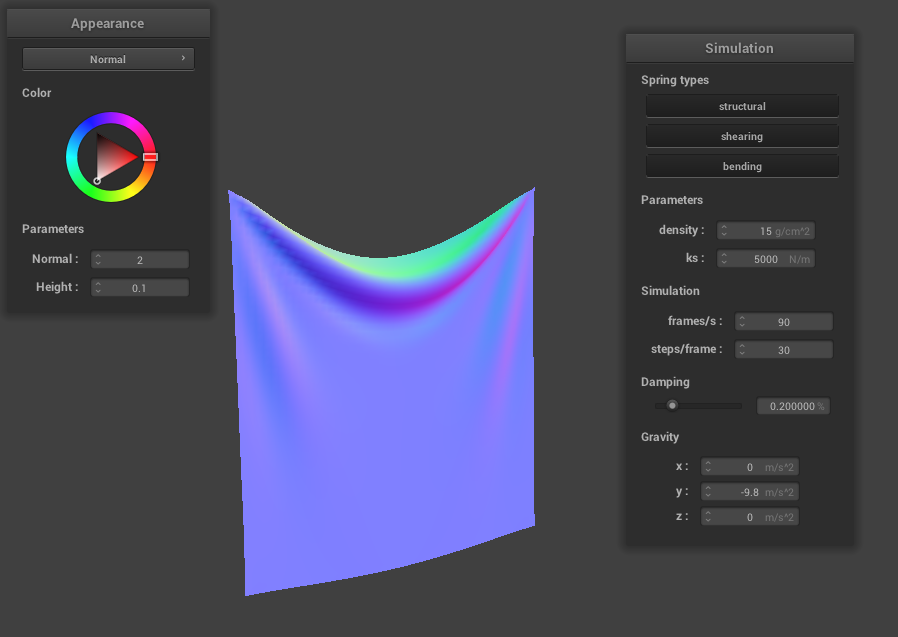 Appearance
Normal
Color
Parameters
Normal : 2
Height : 0.1
Simulation
Spring types
structural
shearing
bending
Parameters
density : 15 g/cm^2
ks : 5000 N/m
Simulation
frames/s : 90
steps/frame : 30
Damping
0.200000 %
Gravity
x : 0 m/s^2
y : -9.8 m/s^2
z : 0 m/s^2